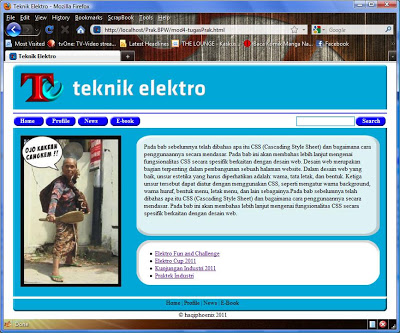 Teknik Elektro - Mozilla Firefox
File Edit View History Bookmarks ScrapBook Tools Help
http://localhost/Prak.BPW/mod4-tugasPrak.html
Google
Most Visited tvOne: TV-Video strea... Latest Headlines THE LOUNGE - Kaskus... Baca Komik Manga Na... Facebook
Teknik Elektro
Te teknik elektro
Home Profile News E-book Search
OJO KAKEAN
CANGKEM !!
Pada bab sebelumnya telah dibahas apa itu CSS (Cascading Style Sheet) dan bagaimana cara
penggunaannya secara mendasar. Pada bab ini akan membahas lebih lanjut mengenai
fungsionalitas CSS secara spesifik berkaitan dengan desain web. Desain web merupakan
bagian terpenting dalam pembangunan sebuah halaman website. Dalam desain web yang
baik, unsur estetika yang harus diperhatikan adalah: warna, tata letak, dan bentuk. Ketiga
unsur tersebut dapat diatur dengan menggunakan CSS, seperti mengatur warna background,
warna huruf, bentuk menu, letak menu, dan lain sebagainya.Pada bab sebelumnya telah
dibahas apa itu CSS (Cascading Style Sheet) dan bagaimana cara penggunaannya secara
mendasar. Pada bab ini akan membahas lebih lanjut mengenai fungsionalitas CSS secara
spesifik berkaitan dengan desain web.
Elektro Fun and Challenge
Elektro Cup 2011
Kunjungan Industri 2011
Praktek Industri
Home | Profile | News | E-Book
© haqiphoenix 2011
Done